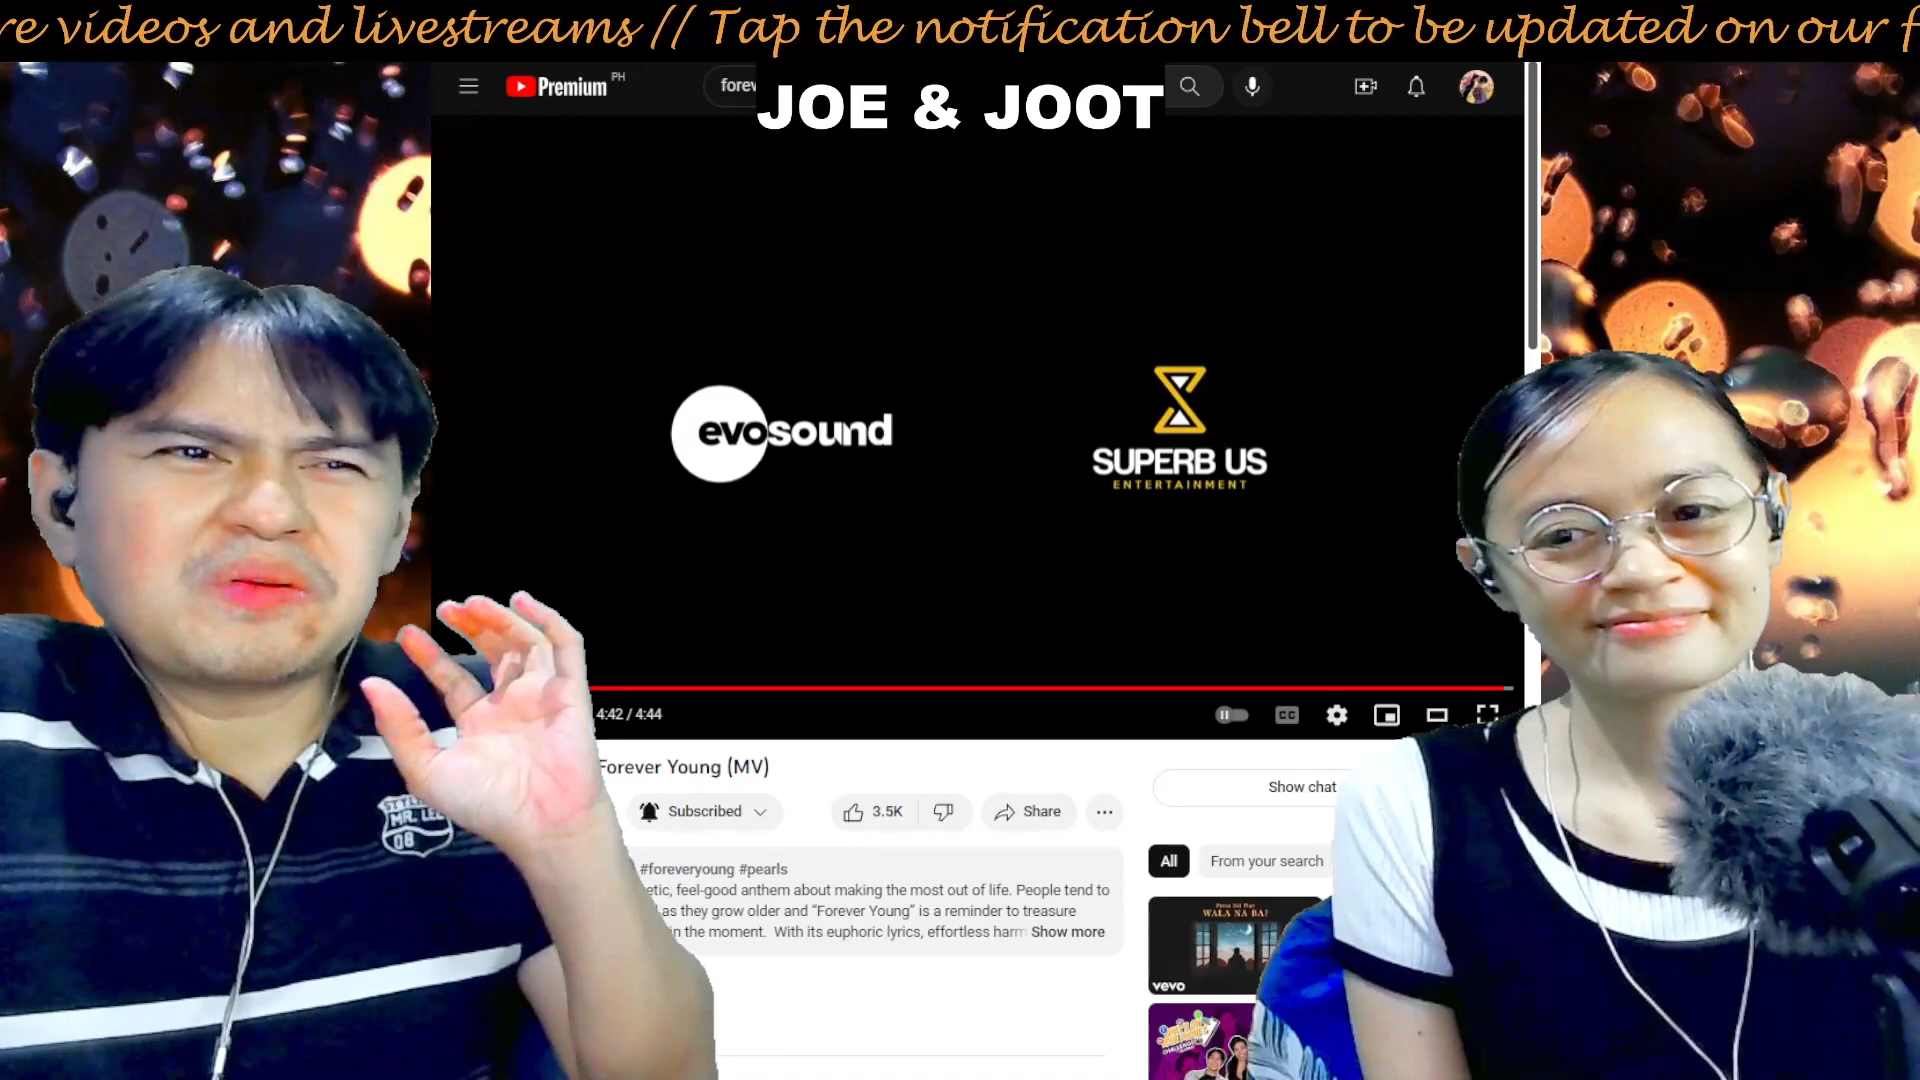 re videos and livestreams // Tap the notification bell to be updated on our f
Premium PH
forev
JOE & JOOT
evosound
SUPERB US
ENTERTAINMENT
4:42 / 4:44
CC
Forever Young (MV)
Subscribed
3.5K
Share
Show chat
#foreveryoung #pearls
etic, feel-good anthem about making the most out of life. People tend to
as they grow older and “Forever Young” is a reminder to treasure
in the moment. With its euphoric lyrics, effortless harm Show more
All
From your search
WALA NA BA?
vevo
CHALLENGE
MR. LEE
08